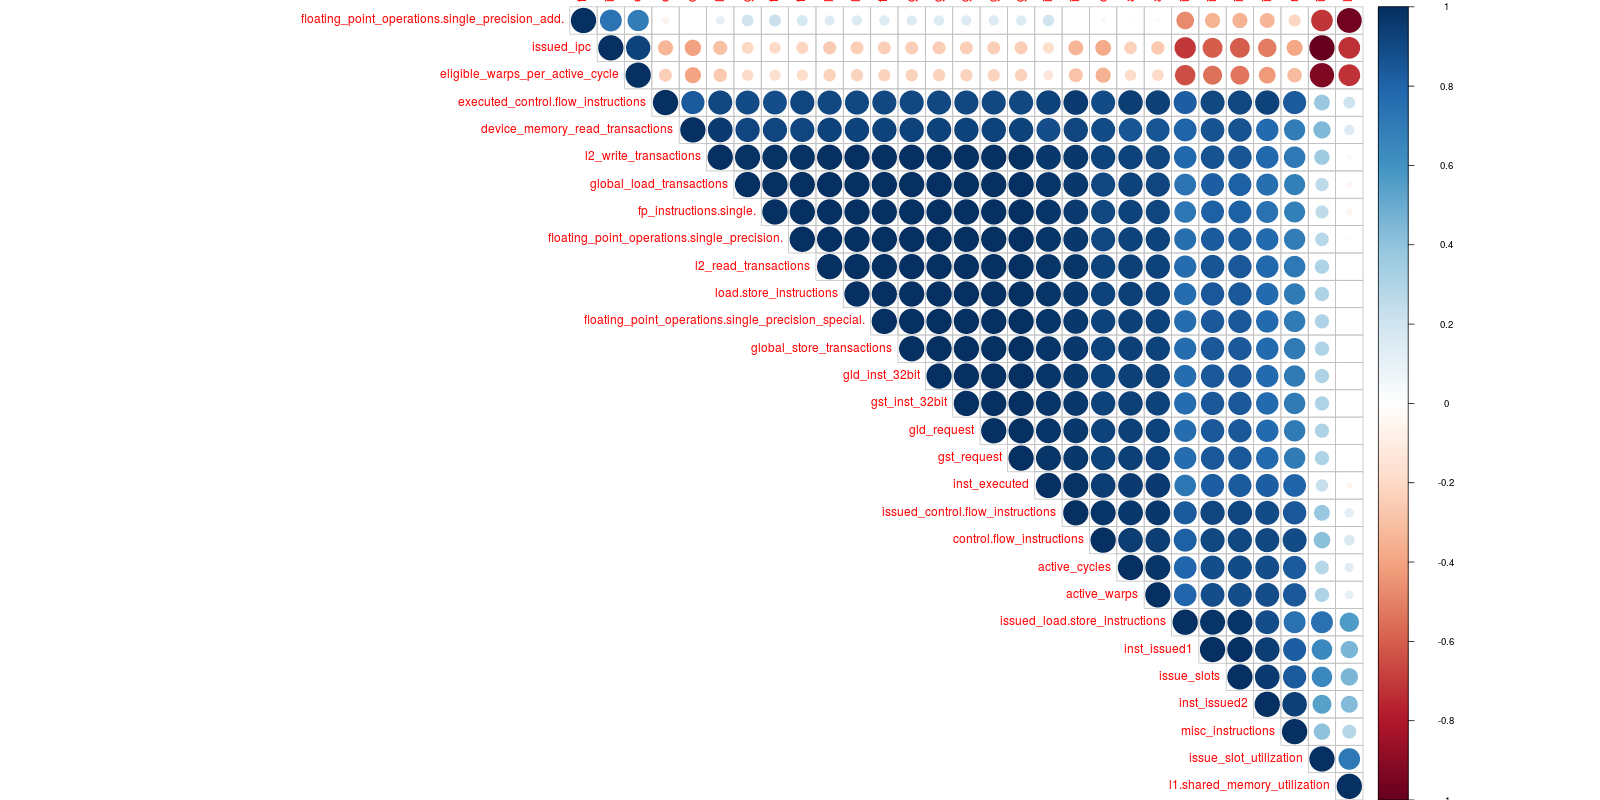 floating_point_operations.single_precision_add.
issued_ipc
eligible_warps_per_active_cycle
executed_control.flow_instructions
device_memory_read_transactions
l2_write_transactions
global_load_transactions
fp_instructions.single.
floating_point_operations.single_precision.
l2_read_transactions
load.store_instructions
floating_point_operations.single_precision_special.
global_store_transactions
gld_inst_32bit
gst_inst_32bit
gld_request
gst_request
inst_executed
issued_control.flow_instructions
control.flow_instructions
active_cycles
active_warps
issued_load.store_instructions
inst_issued1
issue_slots
inst_issued2
misc_instructions
issue_slot_utilization
l1.shared_memory_utilization
1
0.8
0.6
0.4
0.2
0
-0.2
-0.4
-0.6
-0.8